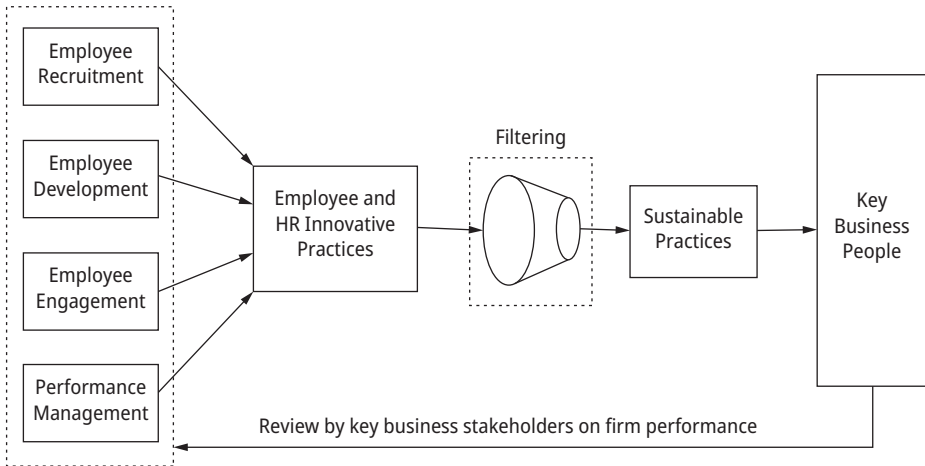 Employee
Recruitment
Employee
Development
Employee
Engagement
Performance
Management
Employee and
HR Innovative
Practices
Filtering
Sustainable
Practices
Key
Business
People
Review by key business stakeholders on firm performance